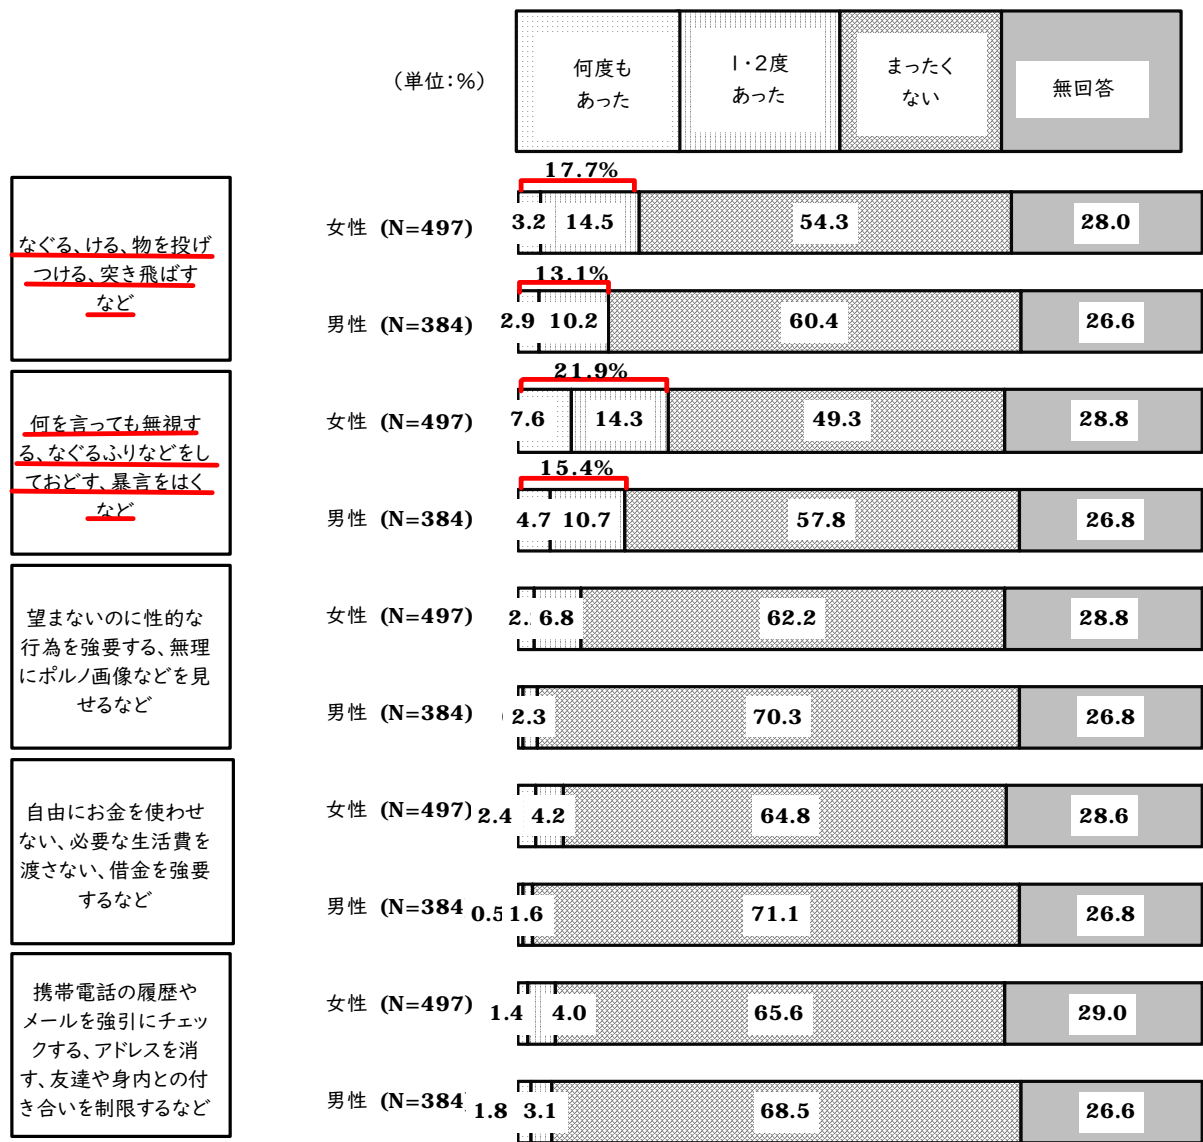 (単位:%)
何度も
あった
1・2度
あった
まったく
ない
無回答
なぐる、ける、物を投げ
つける、突き飛ばす
など
17.7%
女性 (N=497)
3.2 14.5 54.3 28.0
13.1%
男性 (N=384)
2.9 10.2 60.4 26.6
何を言っても無視す
る、なぐるふりなどをし
ておどす、暴言をはく
など
21.9%
女性 (N=497)
7.6 14.3 49.3 28.8
15.4%
男性 (N=384)
4.7 10.7 57.8 26.8
望まないのに性的な
行為を強要する、無理
にポルノ画像などを見
せるなど
女性 (N=497)
2. 6.8 62.2 28.8
男性 (N=384)
2.3 70.3 26.8
自由にお金を使わせ
ない、必要な生活費を
渡さない、借金を強要
するなど
女性 (N=497)
2.4 4.2 64.8 28.6
男性 (N=384
0.5 1.6 71.1 26.8
携帯電話の履歴や
メールを強引にチェッ
クする、アドレスを消
す、友達や身内との付
き合いを制限するなど
女性 (N=497)
1.4 4.0 65.6 29.0
男性 (N=384)
1.8 3.1 68.5 26.6